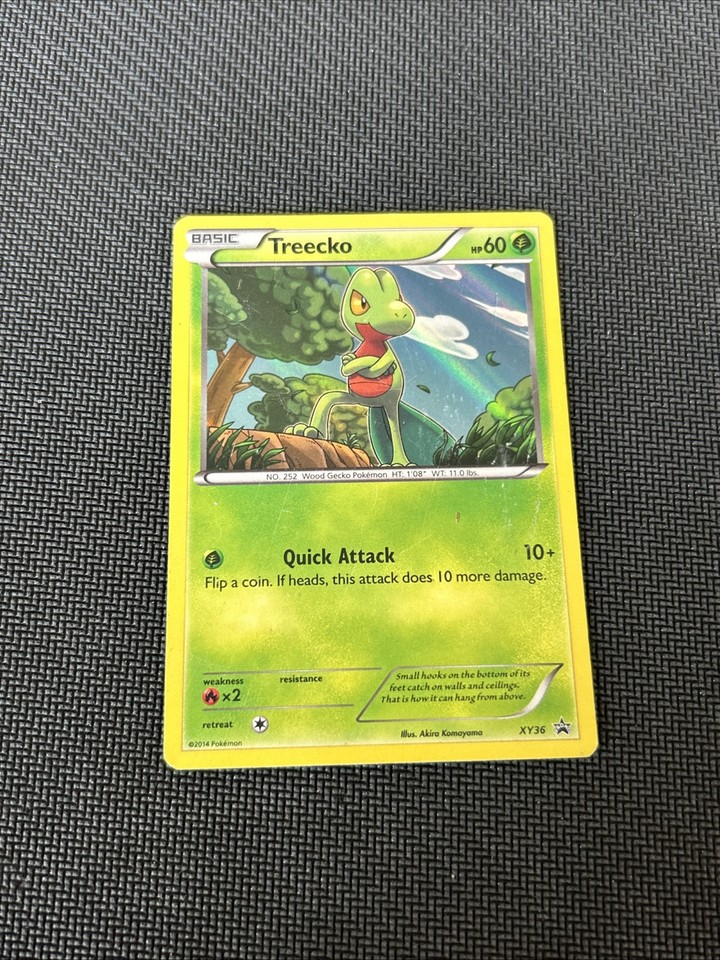 BASIC Treecko HP 60
NO. 252 Wood Gecko Pokémon HT: 1'08" WT: 11.0 lbs.
Quick Attack 10+
Flip a coin. If heads, this attack does 10 more damage.
weakness resistance
×2
retreat
Small hooks on the bottom of its
feet catch on walls and ceilings.
That is how it can hang from above.
©2014 Pokémon
Illus. Akira Komayama
XY36